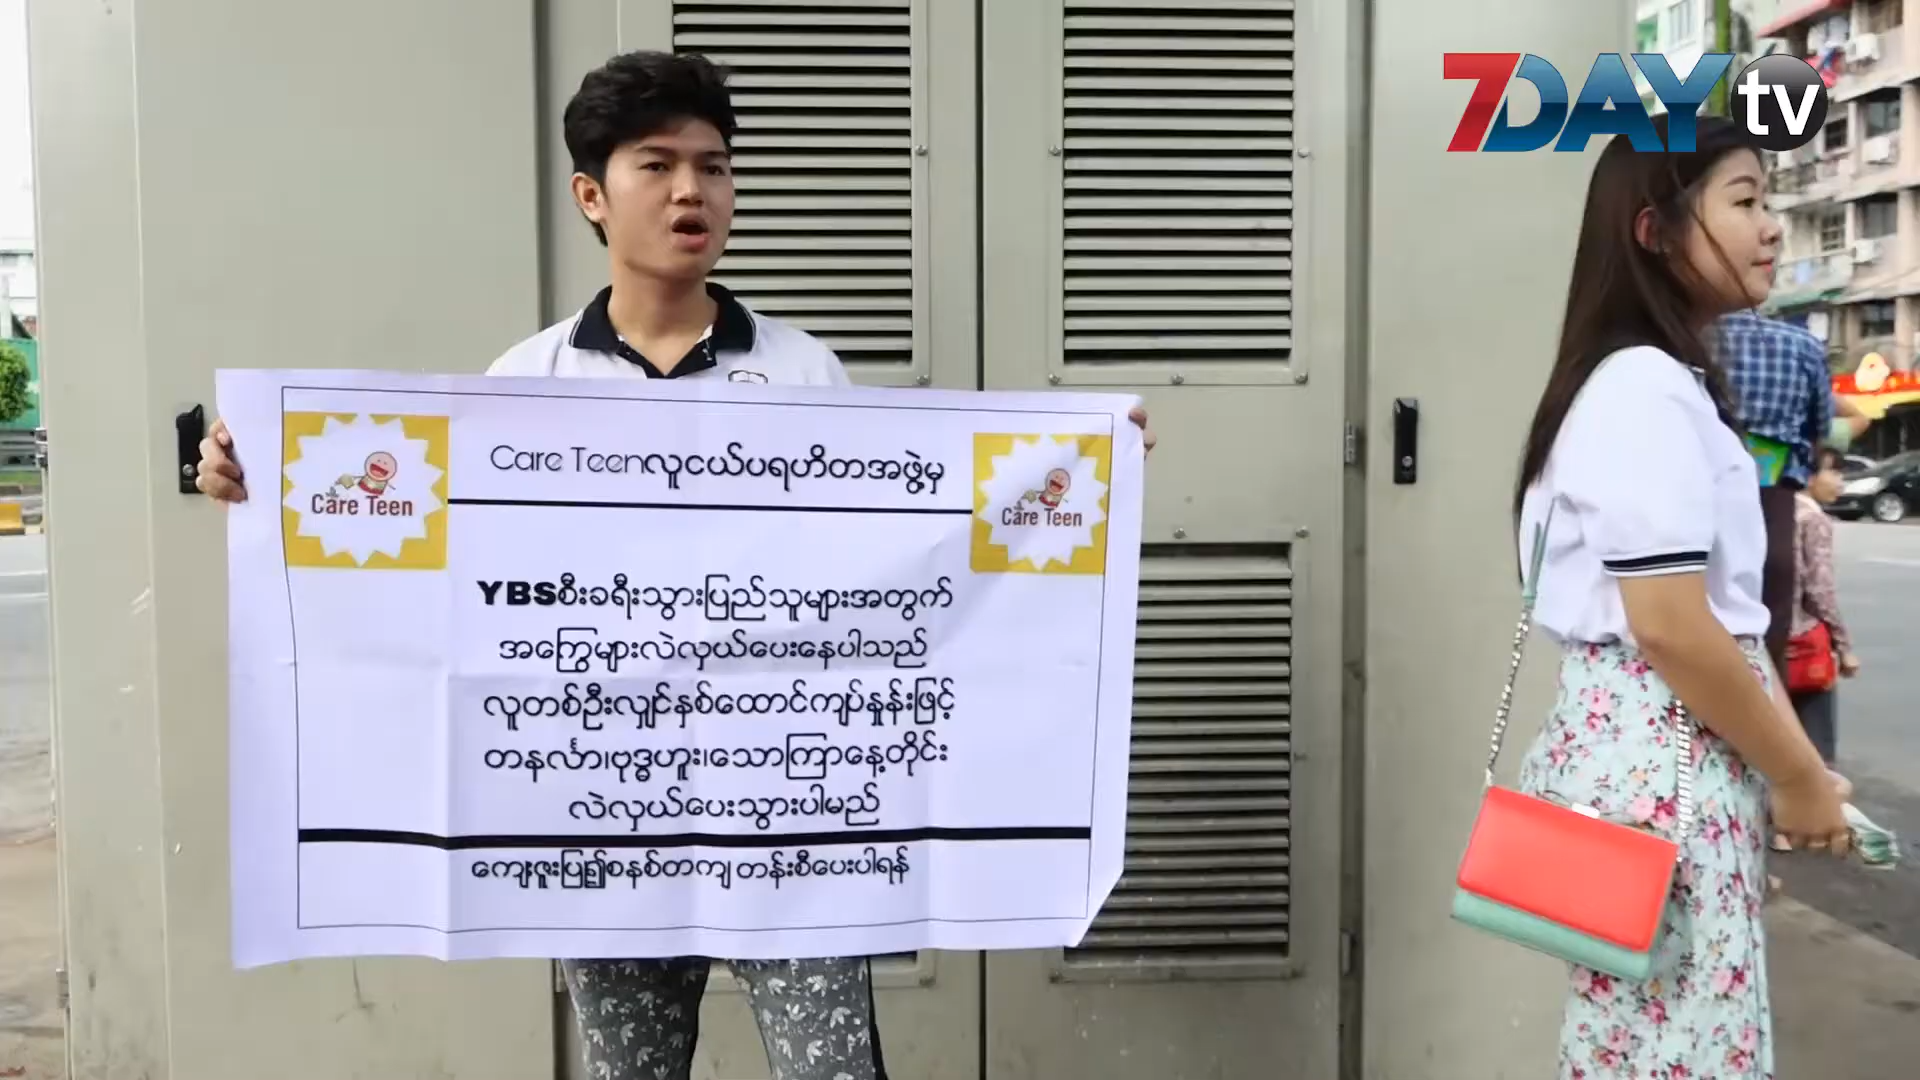 7DAY tv
Care Teenလူငယ်ပရဟိတအဖွဲ့မှ
Care Teen
Care Teen
YBSစီးခရီးသွားပြည်သူများအတွက်
အကြွေများလဲလှယ်ပေးနေပါသည်
လူတစ်ဦးလျှင်နှစ်ထောင်ကျပ်နှုန်းဖြင့်
တနင်္လာ၊ဗုဒ္ဓဟူး၊သောကြာနေ့တိုင်း
လဲလှယ်ပေးသွားပါမည်
ကျေးဇူးပြု၍စနစ်တကျ တန်းစီပေးပါရန်